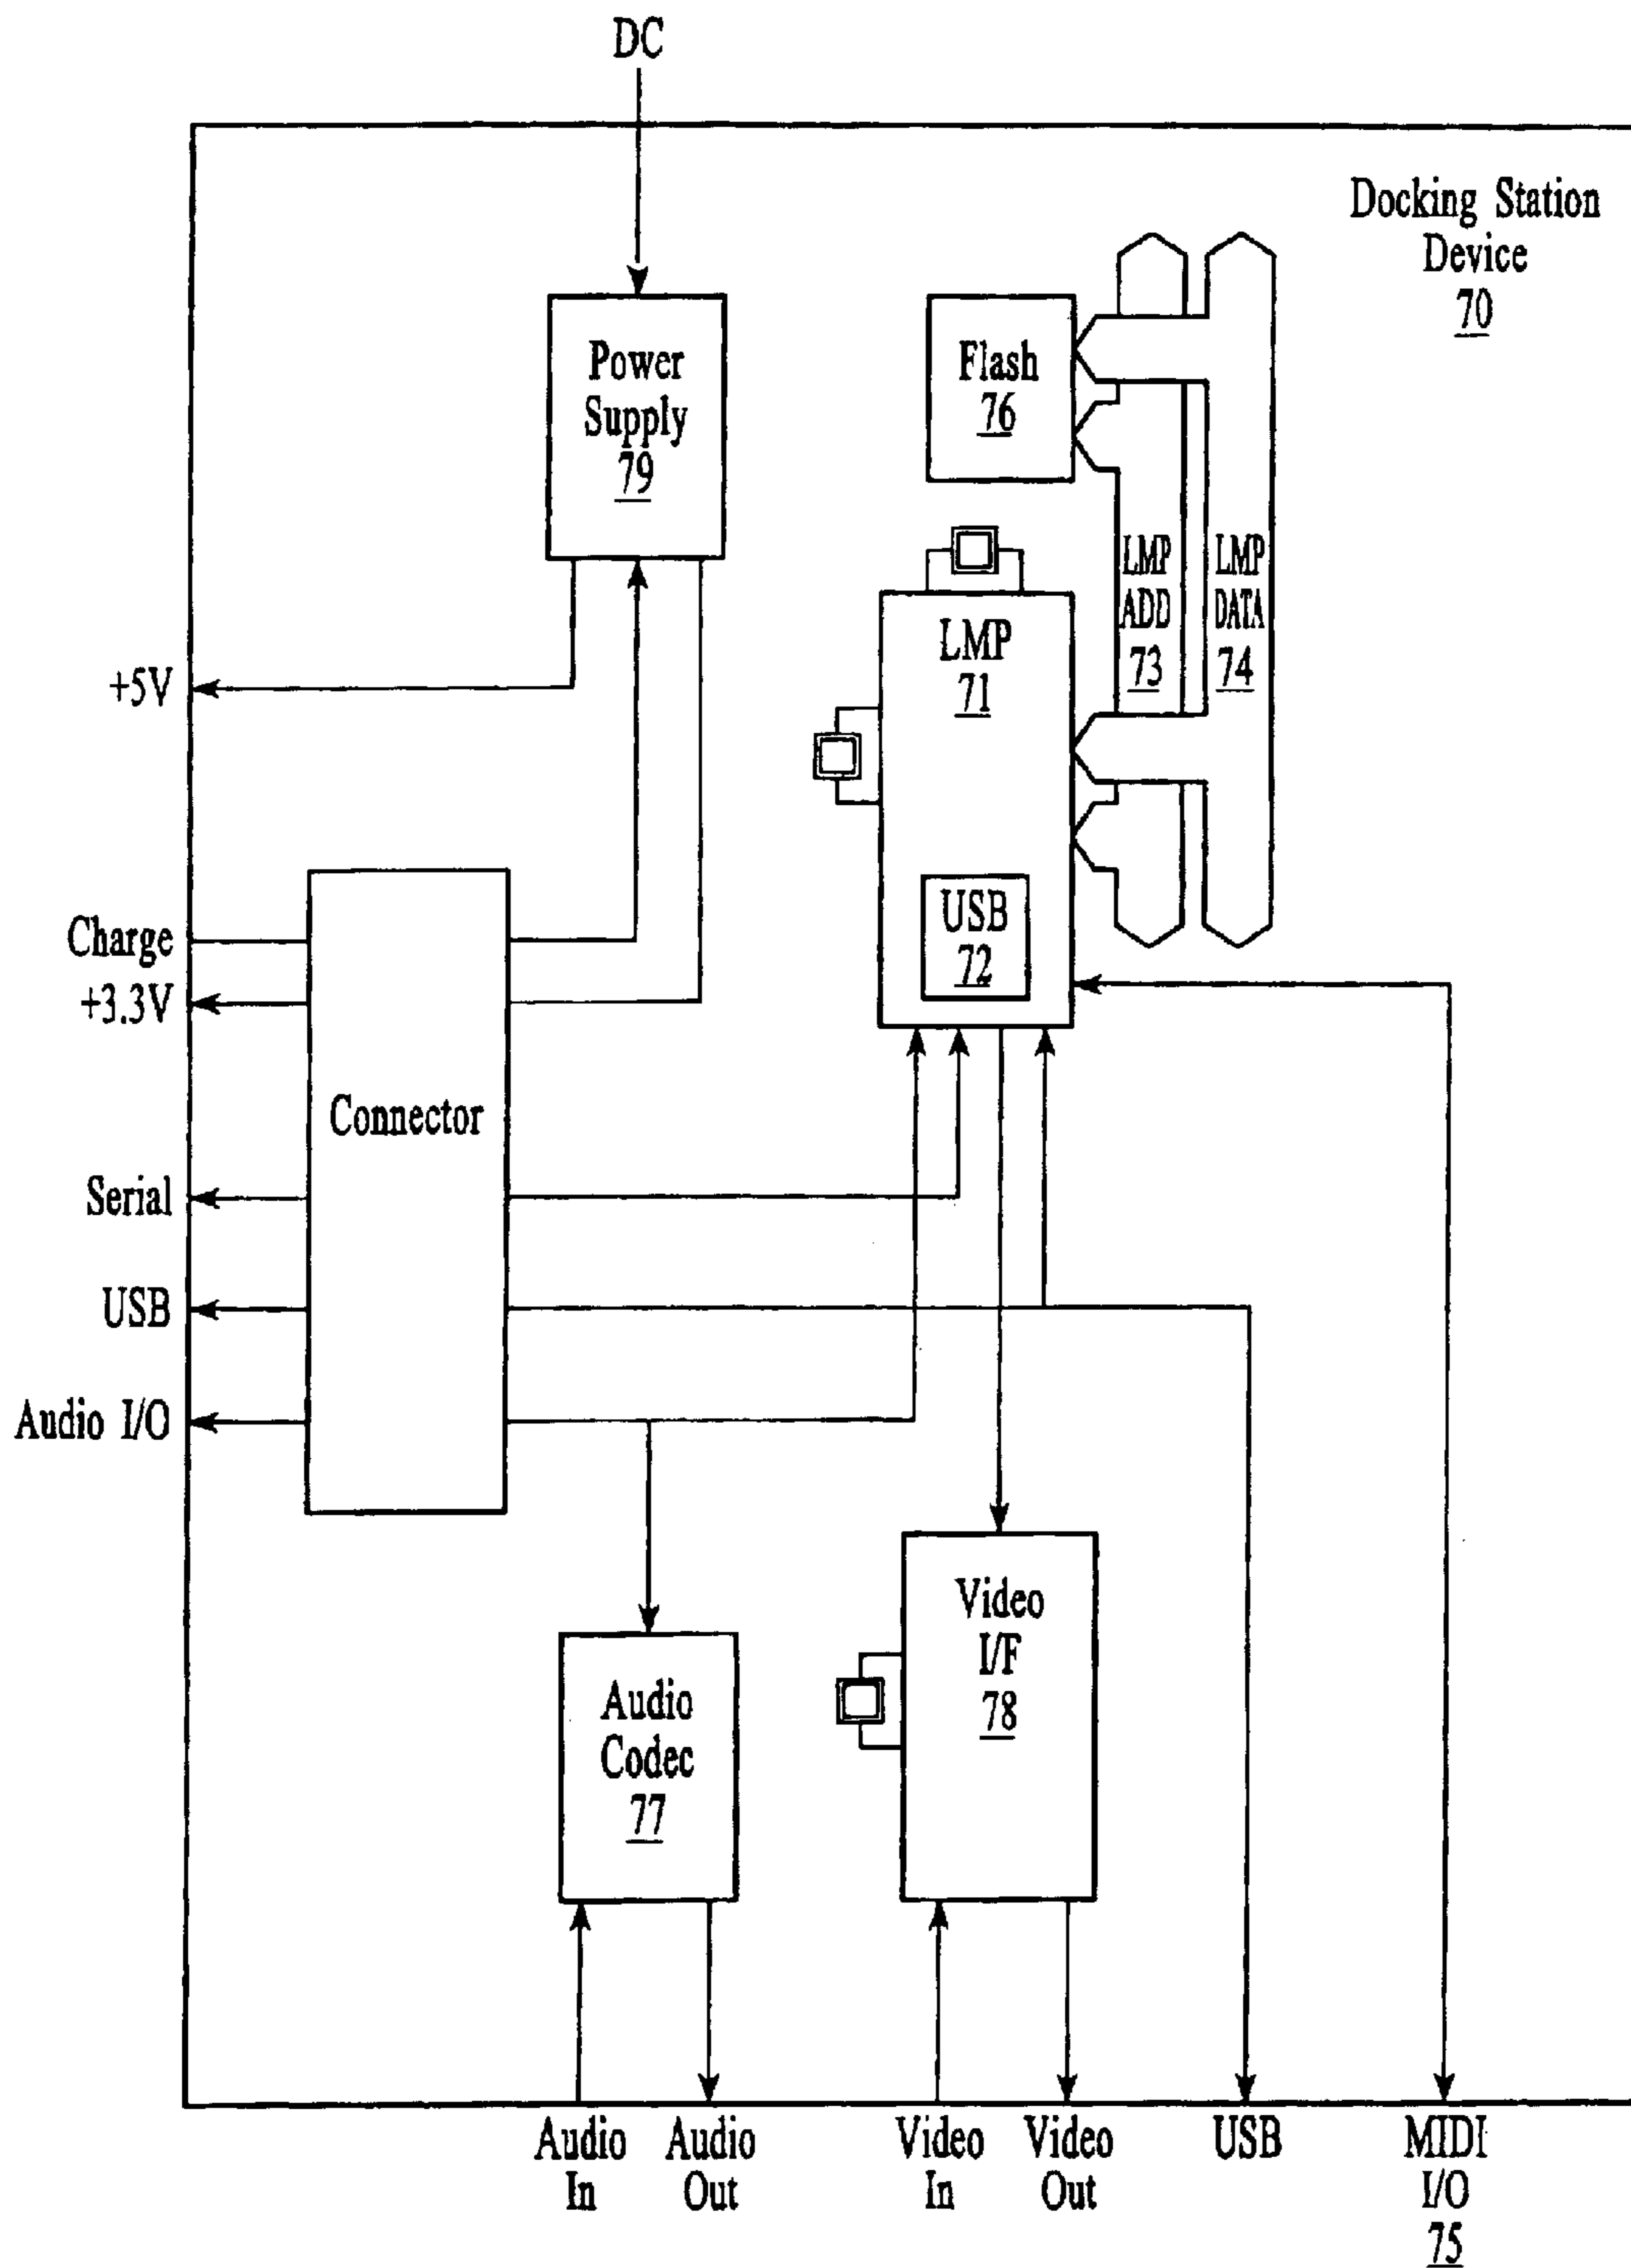 DC
Docking Station
Device
70
Power
Supply
79
Flash
76
LMP
ADD
73
LMP
DATA
74
LMP
71
USB
72
+5V
Charge
+3.3V
Connector
Serial
USB
Audio I/O
Video
I/F
78
Audio
Codec
77
Audio
In
Audio
Out
Video
In
Video
Out
USB
MIDI
I/O
75